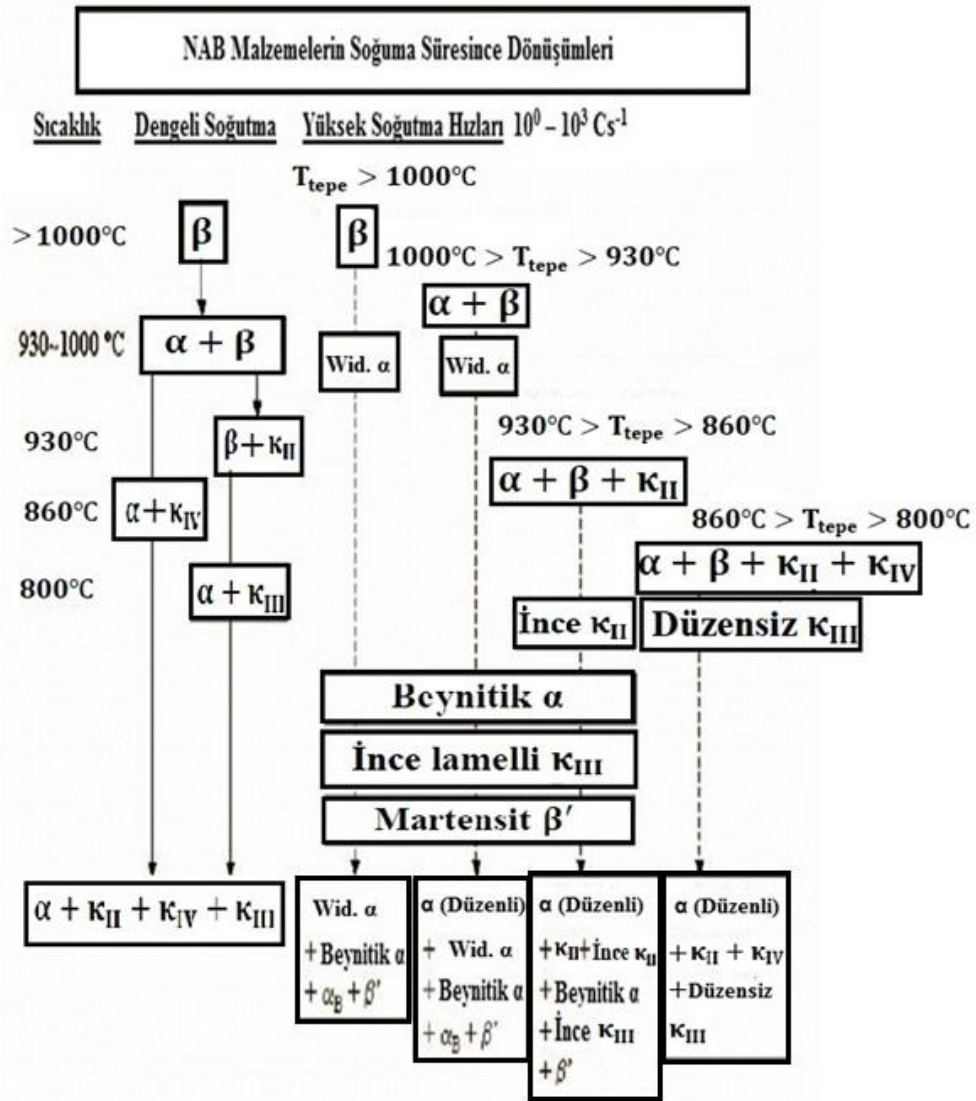 NAB Malzemelerin Soğuma Süresince Dönüşümleri
Sıcaklık Dengeli Soğutma Yüksek Soğutma Hızları 10⁰ – 10³ Cs⁻¹
T_tepe > 1000°C
>1000°C β β
1000°C > T_tepe > 930°C
α + β
930~1000 °C α + β
Wid. α Wid. α
930°C > T_tepe > 860°C
930°C β+κ_II
α + β + κ_II
860°C α+κ_IV
860°C > T_tepe > 800°C
α + β + κ_II + κ_IV
800°C α + κ_III
İnce κ_II Düzensiz κ_III
Beynitik α
İnce lamelli κ_III
Martensit β′
α + κ_II + κ_IV + κ_III
Wid. α
+Beynitik α
+ α_B + β′
α (Düzenli)
+ Wid. α
+Beynitik α
+ α_B + β′
α (Düzenli)
+κ_II+İnce κ_II
+Beynitik α
+İnce κ_III
+ β′
α (Düzenli)
+κ_II + κ_IV
+Düzensiz
κ_III